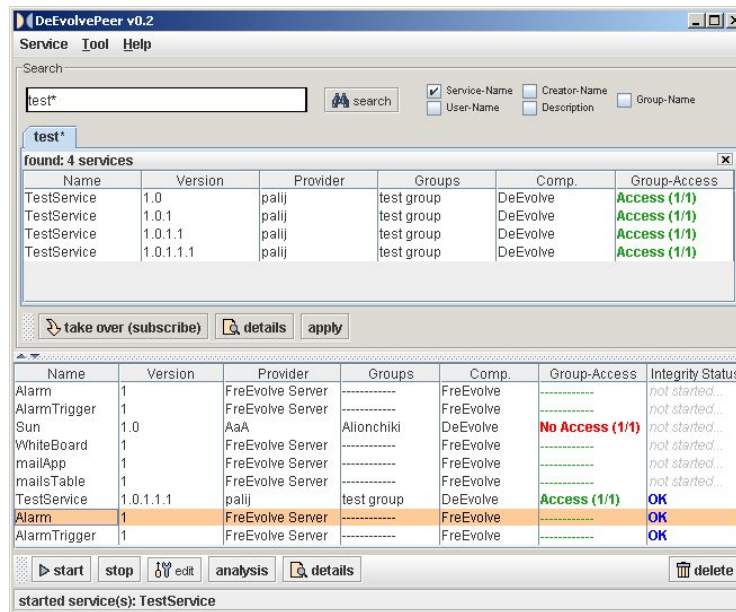 DeEvolvePeer v0.2
Service Tool Help
Search
test* search Service-Name Creator-Name Group-Name
User-Name Description
test*
found: 4 services
Name Version Provider Groups Comp. Group-Access
TestService 1.0 palij test group DeEvolve Access (1/1)
TestService 1.0.1 palij test group DeEvolve Access (1/1)
TestService 1.0.1.1 palij test group DeEvolve Access (1/1)
TestService 1.0.1.1.1 palij test group DeEvolve Access (1/1)
take over (subscribe) details apply
Name Version Provider Groups Comp. Group-Access Integrity Status
Alarm 1 FreEvolve Server ------------ FreEvolve ------------ not started...
AlarmTrigger 1 FreEvolve Server ------------ FreEvolve ------------ not started...
Sun 1.0 AaA Alionchiki DeEvolve No Access (1/1) not started...
WhiteBoard 1 FreEvolve Server ------------ FreEvolve ------------ not started...
mailApp 1 FreEvolve Server ------------ FreEvolve ------------ not started...
mailsTable 1 FreEvolve Server ------------ FreEvolve ------------ not started...
TestService 1.0.1.1.1 palij test group DeEvolve Access (1/1) OK
Alarm 1 FreEvolve Server ------------ FreEvolve ------------ OK
AlarmTrigger 1 FreEvolve Server ------------ FreEvolve ------------ OK
start stop edit analysis details delete
started service(s): TestService